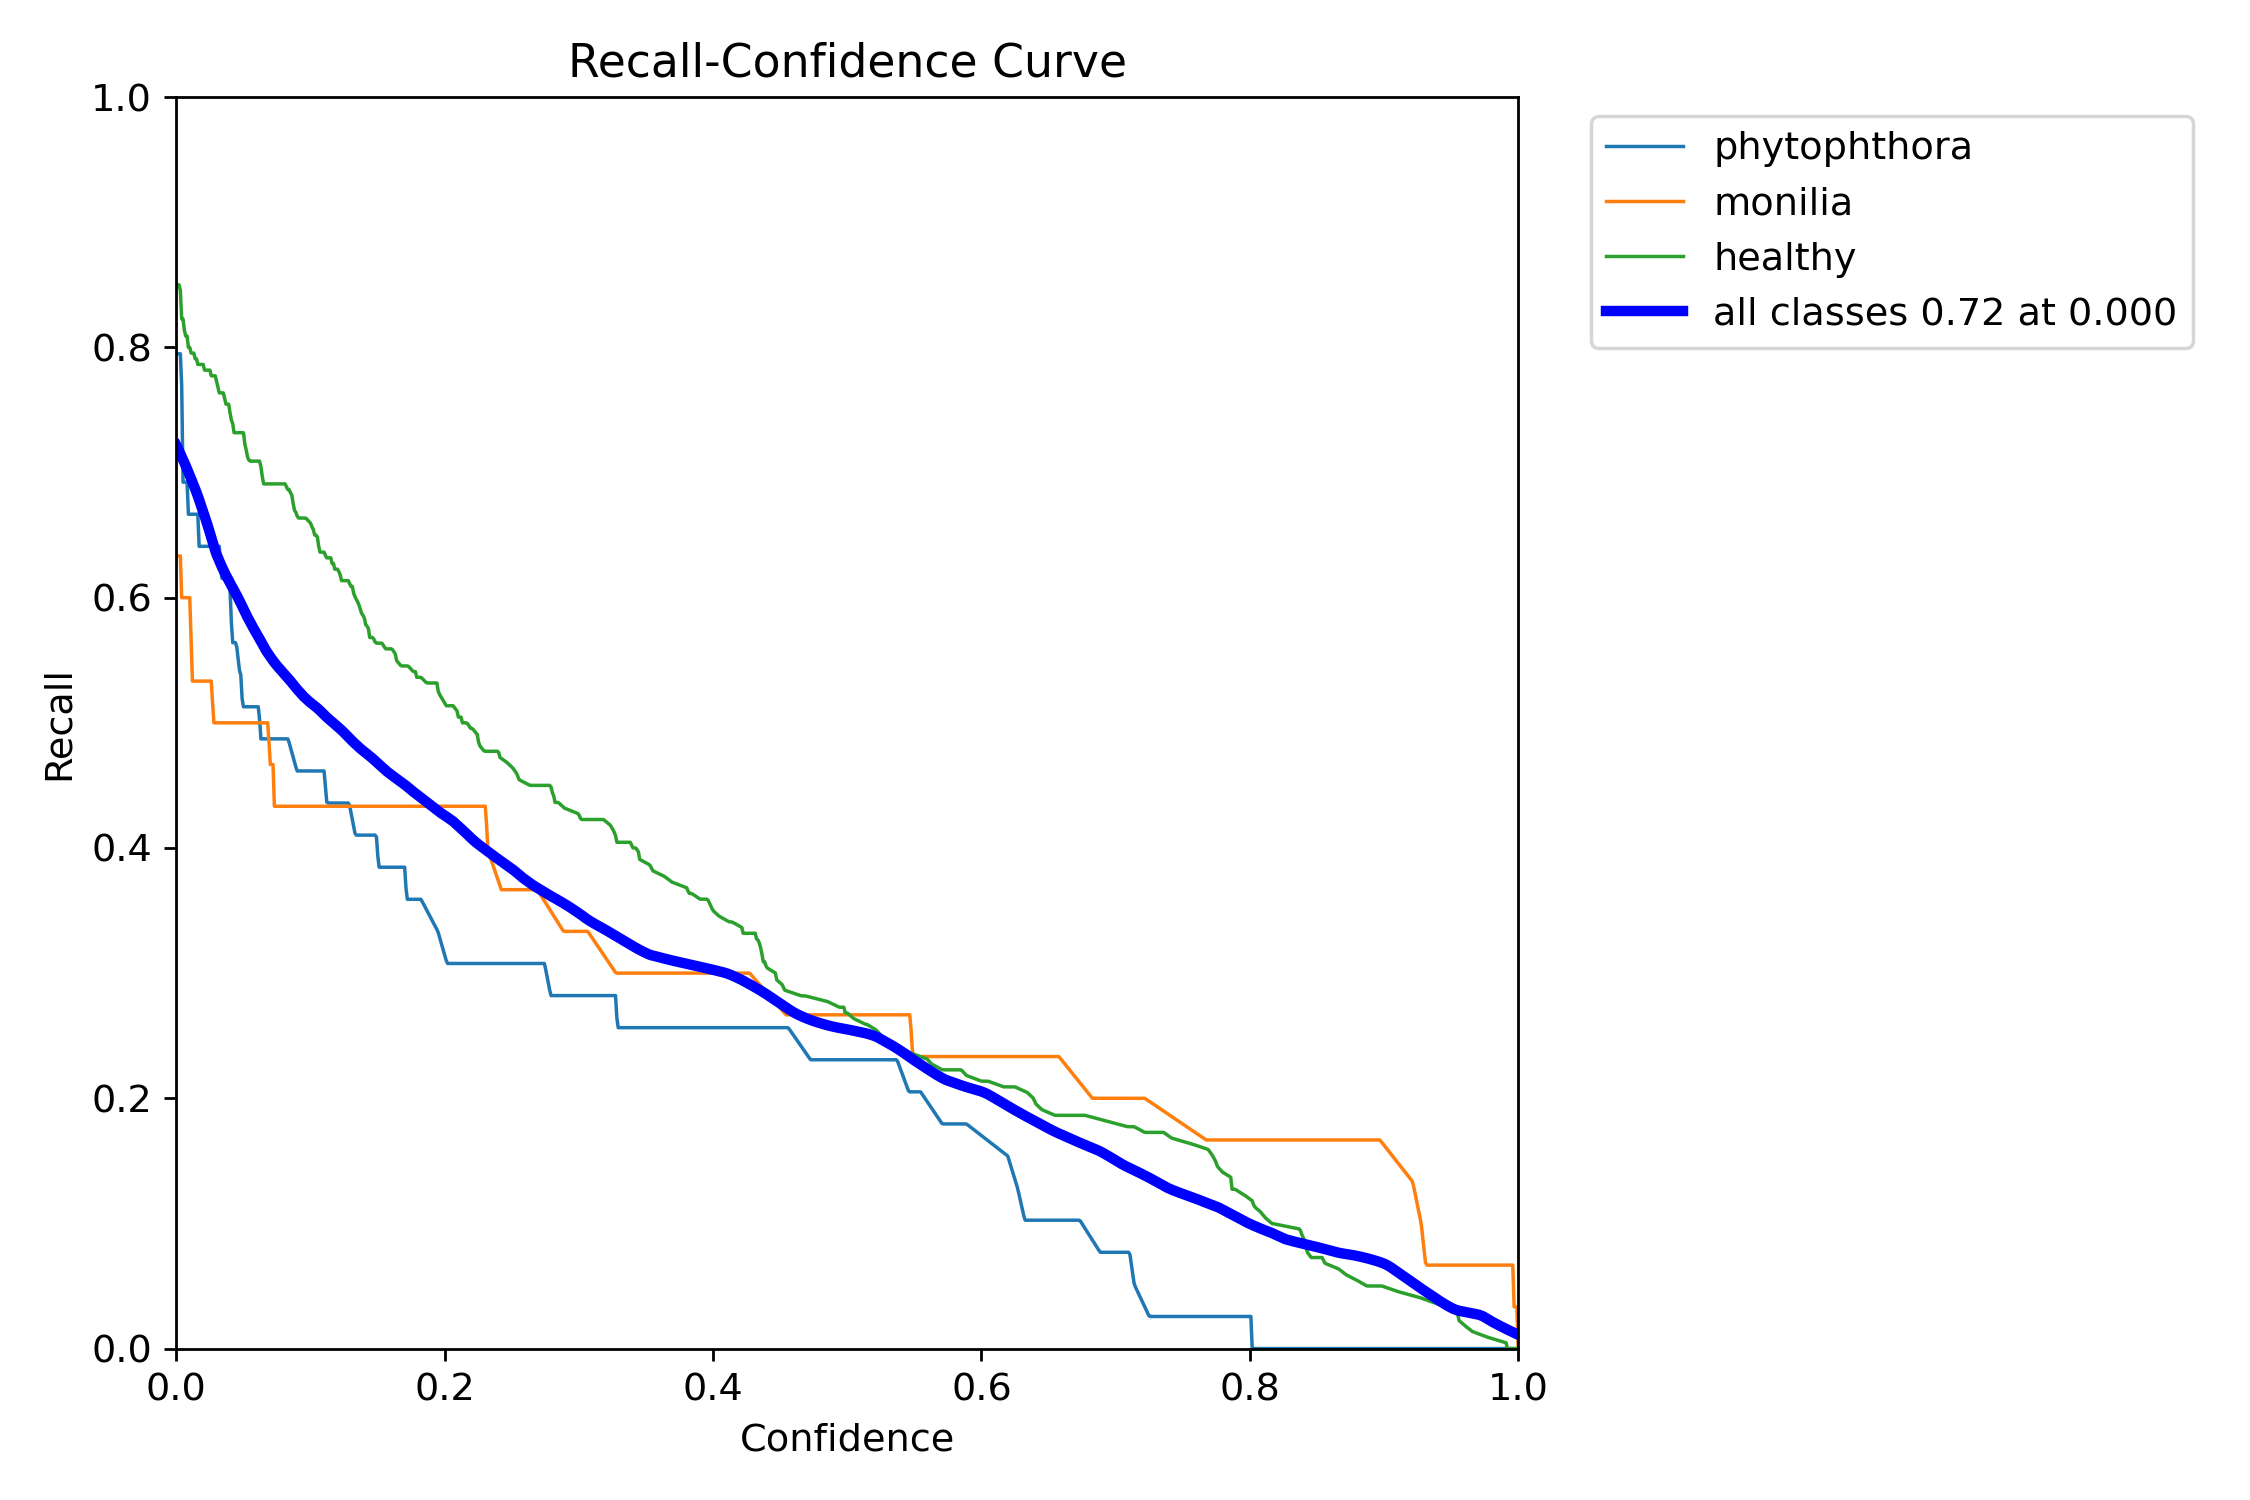 Recall-Confidence Curve
1.0
0.8
0.6
0.4
0.2
0.0
Recall
0.0 0.2 0.4 0.6 0.8 1.0
Confidence
phytophthora
monilia
healthy
all classes 0.72 at 0.000